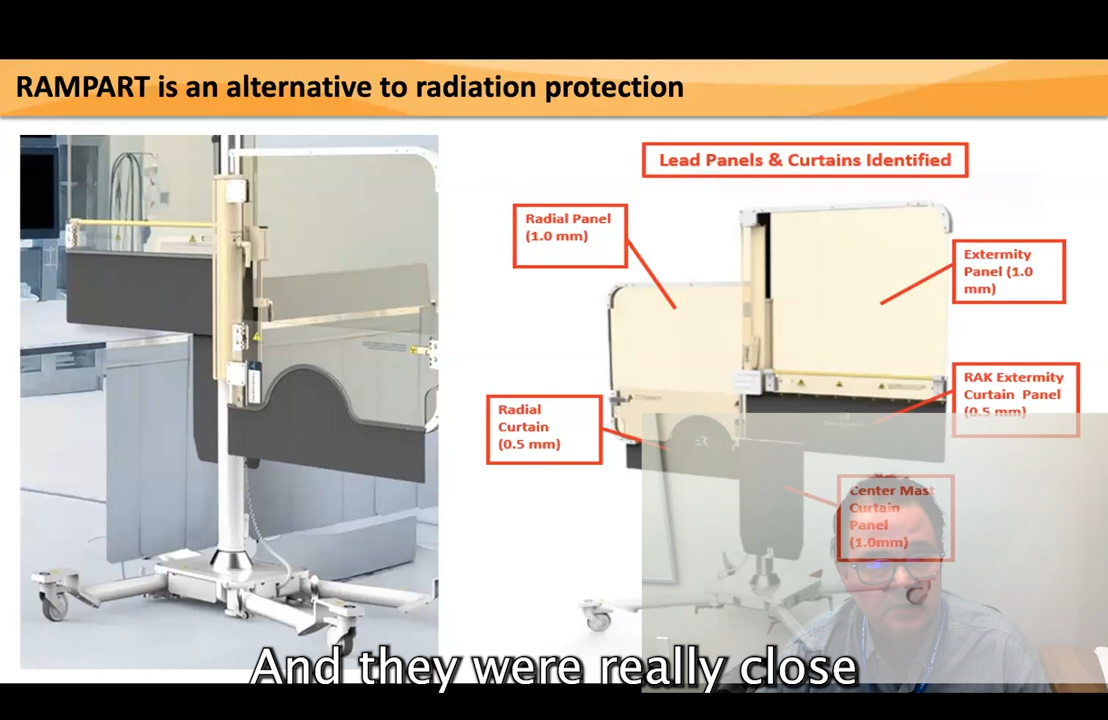 RAMPART is an alternative to radiation protection
Lead Panels & Curtains Identified
Radial Panel
(1.0 mm)
Extermity
Panel (1.0
mm)
RAK Extermity
Curtain Panel
(0.5 mm)
Radial
Curtain
(0.5 mm)
Center Mast
Curtain
Panel
(1.0mm)
And they were really close